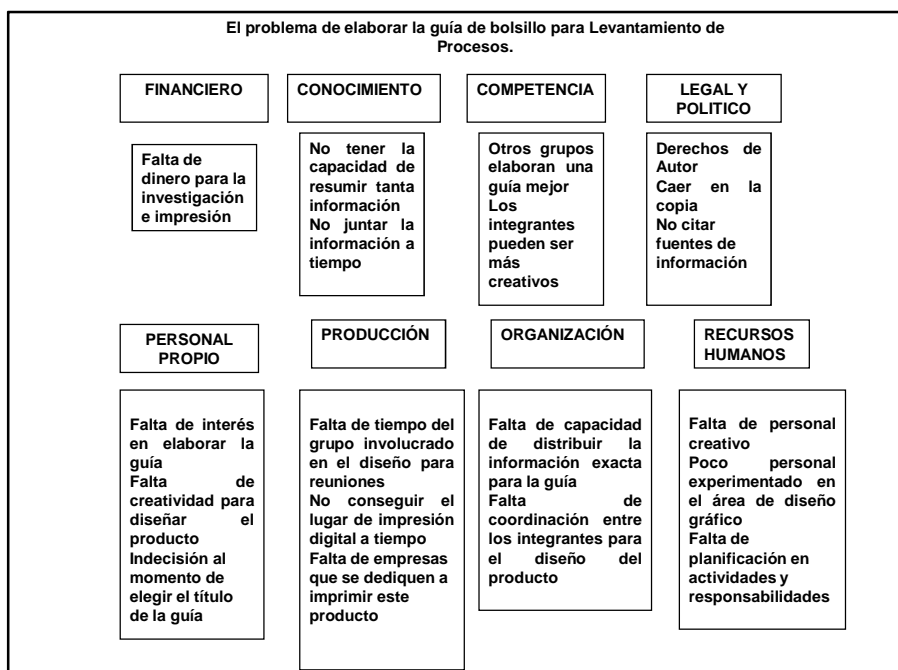 El problema de elaborar la guía de bolsillo para Levantamiento de
Procesos.
FINANCIERO
Falta de
dinero para la
investigación
e impresión
CONOCIMIENTO
No tener la
capacidad de
resumir tanta
información
No juntar la
información a
tiempo
COMPETENCIA
Otros grupos
elaboran una
guía mejor
Los
integrantes
pueden ser
más
creativos
LEGAL Y
POLITICO
Derechos de
Autor
Caer en la
copia
No citar
fuentes de
información
PERSONAL
PROPIO
Falta de interés
en elaborar la
guía
Falta de
creatividad para
diseñar el
producto
Indecisión al
momento de
elegir el título
de la guía
PRODUCCIÓN
Falta de tiempo del
grupo involucrado
en el diseño para
reuniones
No conseguir el
lugar de impresión
digital a tiempo
Falta de empresas
que se dediquen a
imprimir este
producto
ORGANIZACIÓN
Falta de capacidad
de distribuir la
información exacta
para la guía
Falta de
coordinación entre
los integrantes para
el diseño del
producto
RECURSOS
HUMANOS
Falta de personal
creativo
Poco personal
experimentado en
el área de diseño
gráfico
Falta de
planificación en
actividades y
responsabilidades